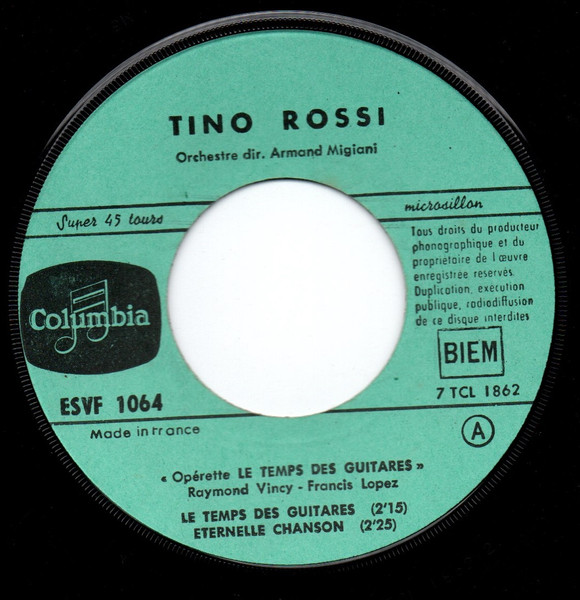 TINO ROSSI
Orchestre dir. Armand Migiani
Super 45 tours
microsillon
Tous droits du producteur
phonographique et du
propriétaire de l œuvre
enregistrée réservés.
Duplication, exécution
publique, radiodiffusion
de ce disque interdites
Columbia
BIEM
ESVF 1064
7 TCL 1862
Made in France
A
« Opérette LE TEMPS DES GUITARES »
Raymond Vincy - Francis Lopez
LE TEMPS DES GUITARES (2'15)
ETERNELLE CHANSON (2'25)